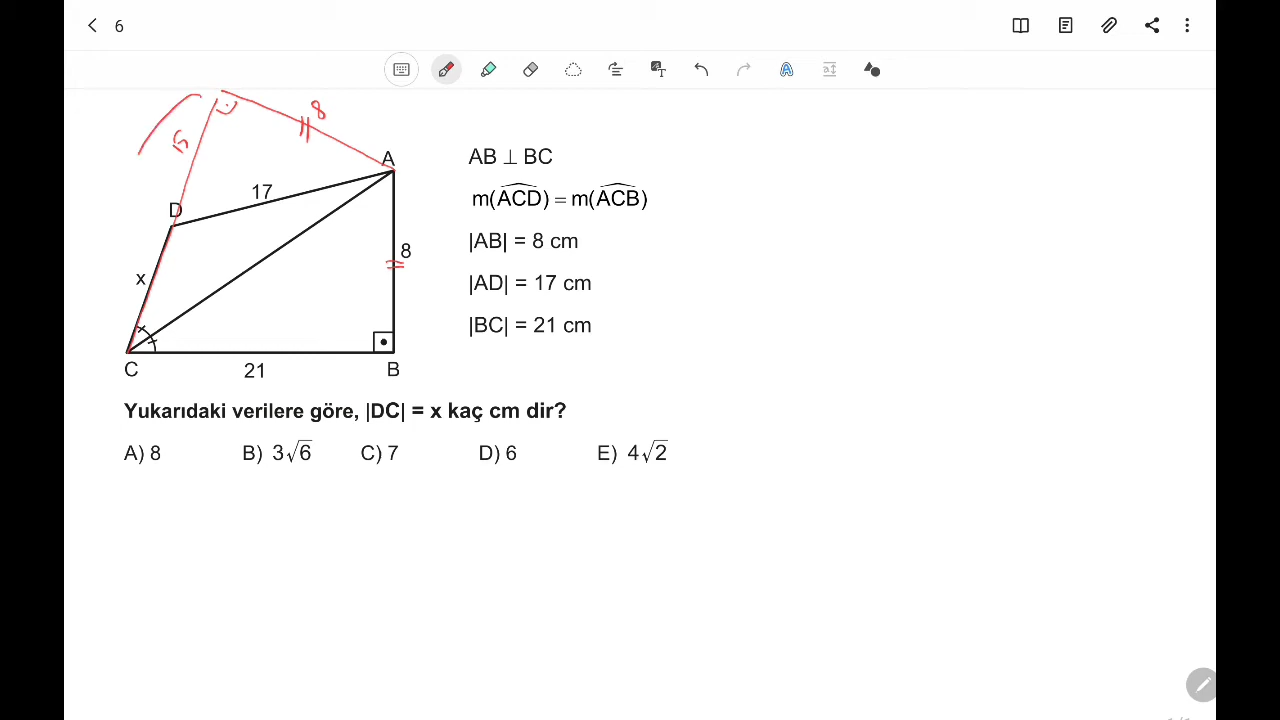 6
8
15
A
AB ⊥ BC
17
m(ACD) = m(ACB)
D
|AB| = 8 cm
8
x
|AD| = 17 cm
|BC| = 21 cm
C
21
B
Yukarıdaki verilere göre, |DC| = x kaç cm dir?
A) 8 B) 3√6 C) 7 D) 6 E) 4√2